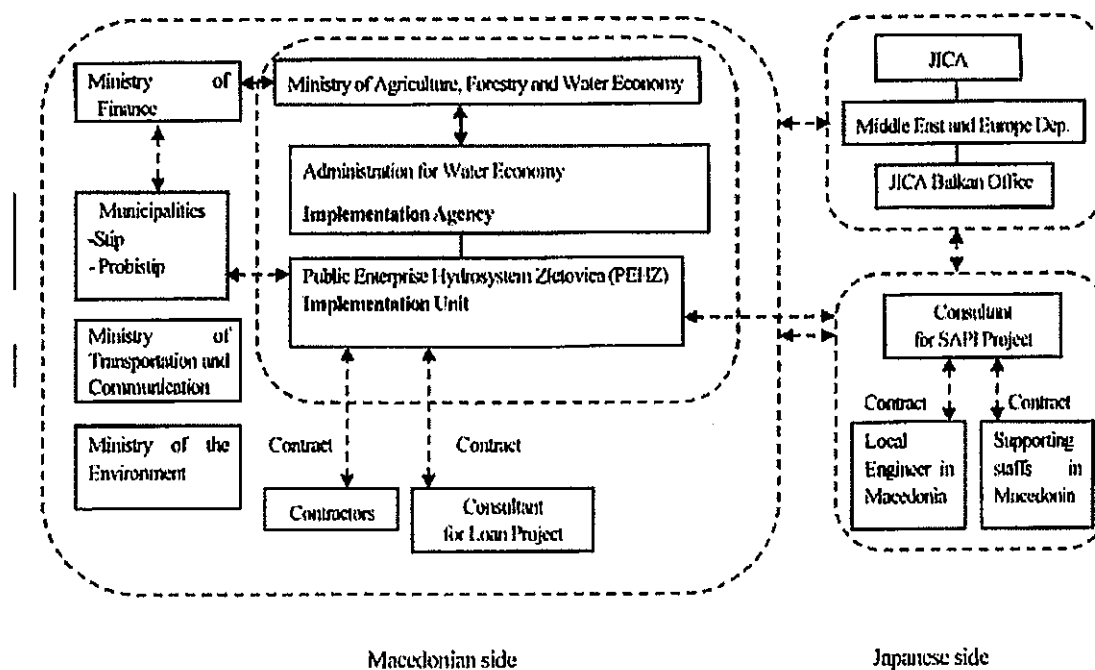 Ministry of
Finance
Ministry of Agriculture, Forestry and Water Economy
JICA
Middle East and Europe Dep.
JICA Balkan Office
Administration for Water Economy
Implementation Agency
Municipalities
-Stip
- Probistip
Public Enterprise Hydrosystem Zletovica (PEHZ)
Implementation Unit
Ministry of
Transportation and
Communication
Ministry of the
Environment
Contract
Contract
Contractors
Consultant
for Loan Project
Consultant
for SAPI Project
Contract
Contract
Local
Engineer in
Macedonia
Supporting
staffs in
Macedonia
Macedonian side
Japanese side